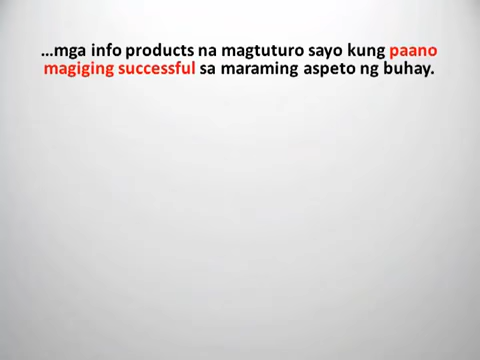 …mga info products na magtuturo sayo kung paano
magiging successful sa maraming aspeto ng buhay.